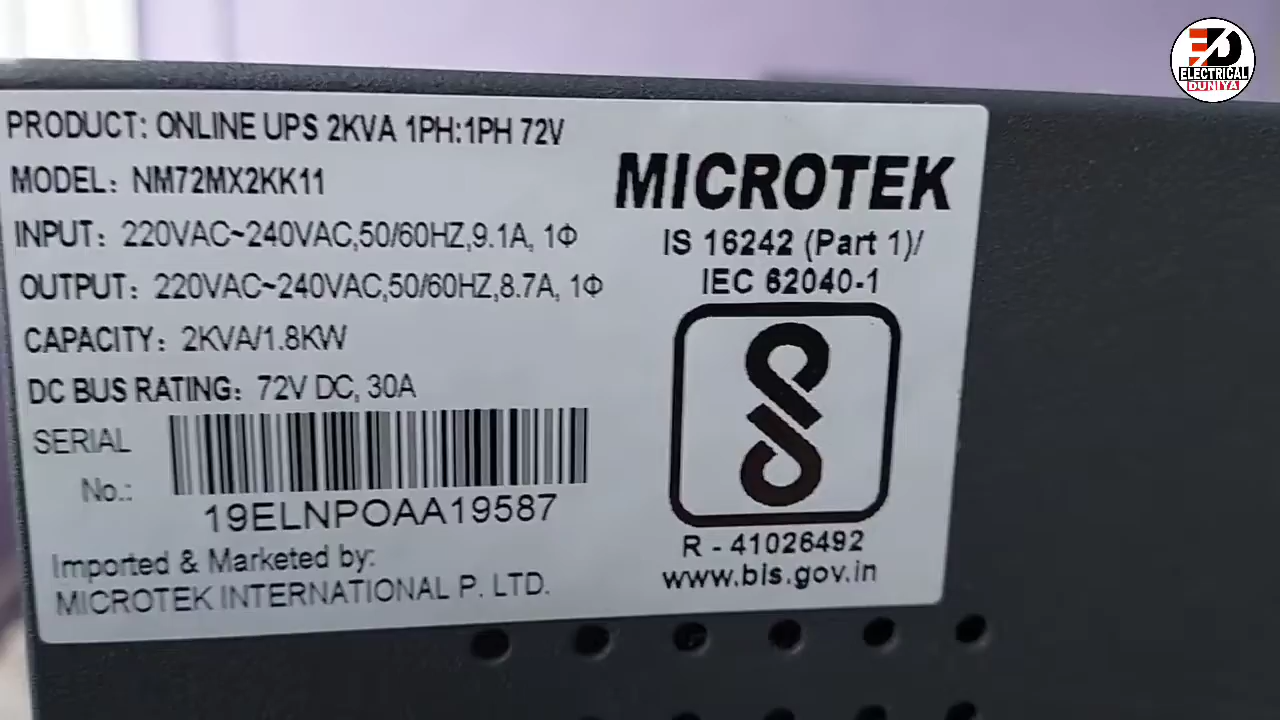 PRODUCT: ONLINE UPS 2KVA 1PH:1PH 72V
MODEL: NM72MX2KK11
INPUT: 220VAC~240VAC,50/60HZ,9.1A, 1Φ
OUTPUT: 220VAC~240VAC,50/60HZ,8.7A, 1Φ
CAPACITY: 2KVA/1.8KW
DC BUS RATING: 72V DC, 30A
SERIAL
No.:
19ELNPOAA19587
Imported & Marketed by:
MICROTEK INTERNATIONAL P. LTD.
MICROTEK
IS 16242 (Part 1)/
IEC 62040-1
R - 41026492
www.bis.gov.in
ED
ELECTRICAL
DUNIYA